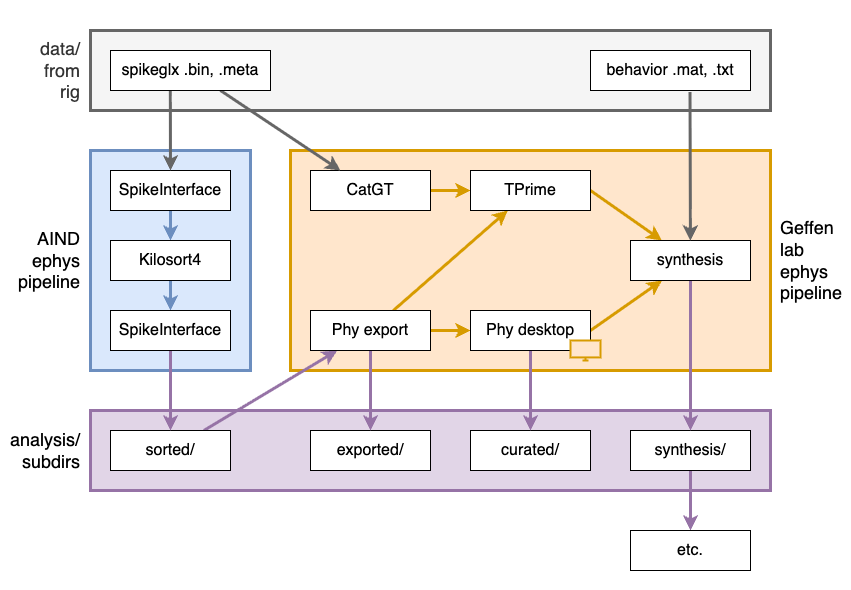 data/
from
rig
spikeglx .bin, .meta
behavior .mat, .txt
AIND
ephys
pipeline
SpikeInterface
Kilosort4
SpikeInterface
CatGT
TPrime
synthesis
Phy export
Phy desktop
Geffen
lab
ephys
pipeline
analysis/
subdirs
sorted/
exported/
curated/
synthesis/
etc.